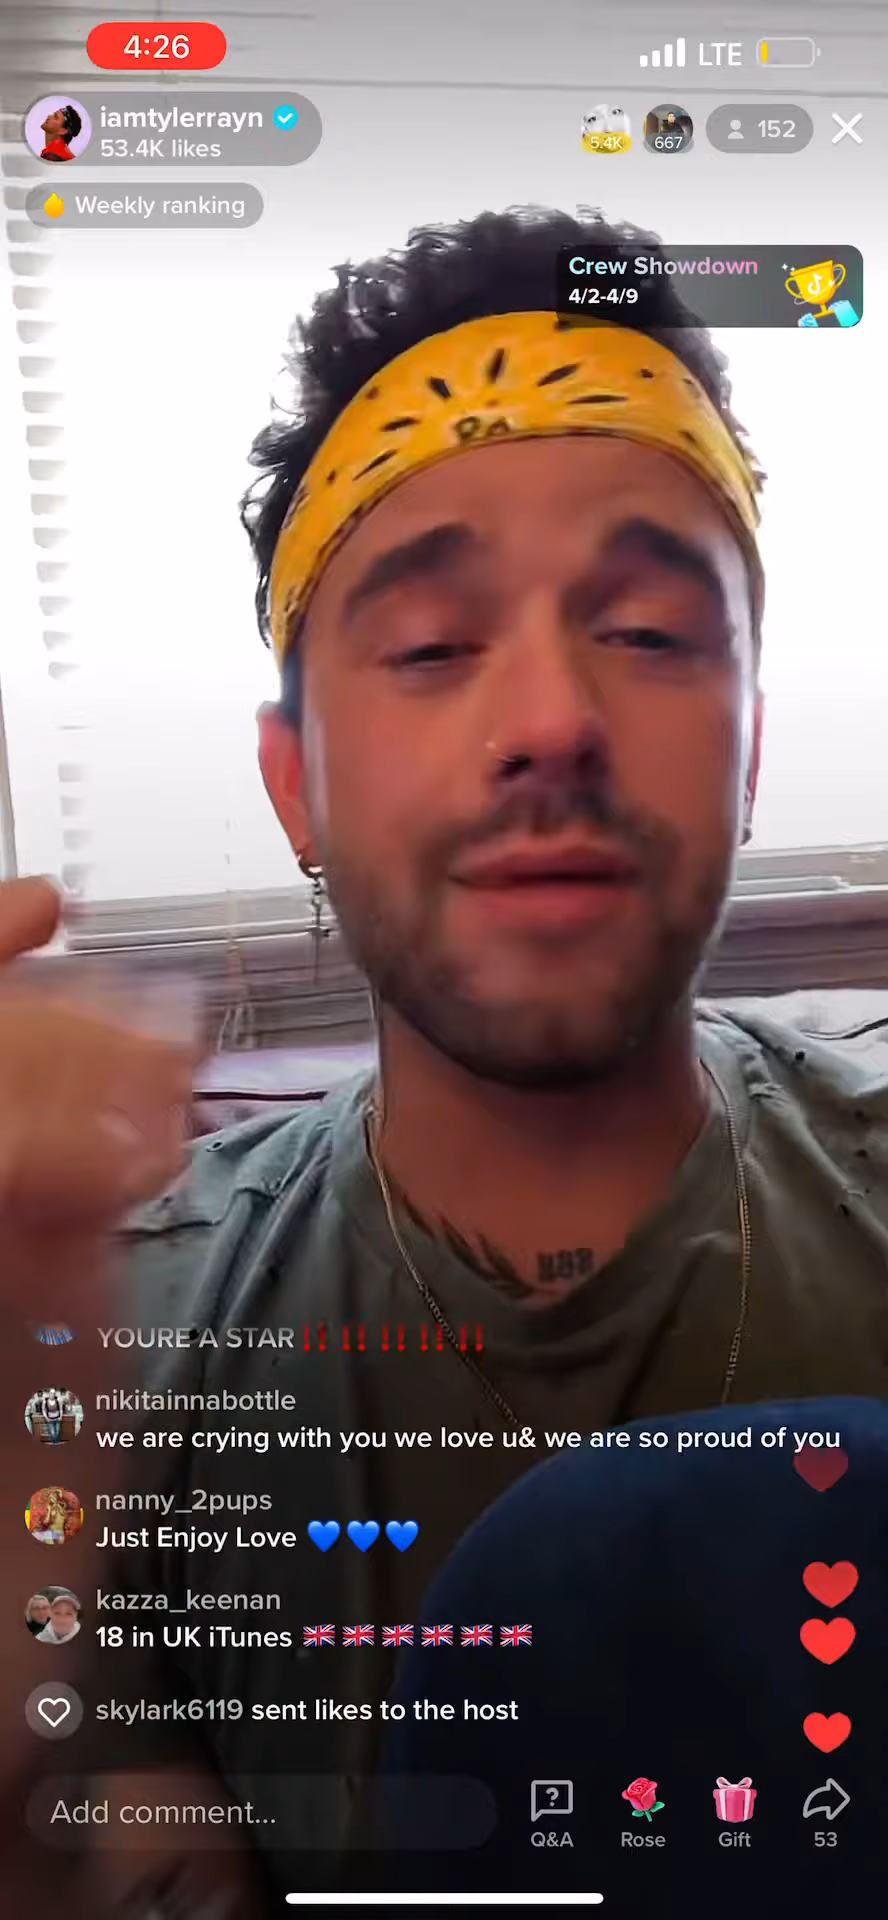 4:26
LTE
iamtylerrayn
53.4K likes
5.4K
667
152
Weekly ranking
Crew Showdown
4/2-4/9
YOURE A STAR ‼️ ‼️ ‼️ ‼️ ‼️
nikitainnabottle
we are crying with you we love u& we are so proud of you
nanny_2pups
Just Enjoy Love 💙💙💙
kazza_keenan
18 in UK iTunes 🇬🇧 🇬🇧 🇬🇧 🇬🇧 🇬🇧 🇬🇧
skylark6119 sent likes to the host
Add comment...
Q&A
Rose
Gift
53